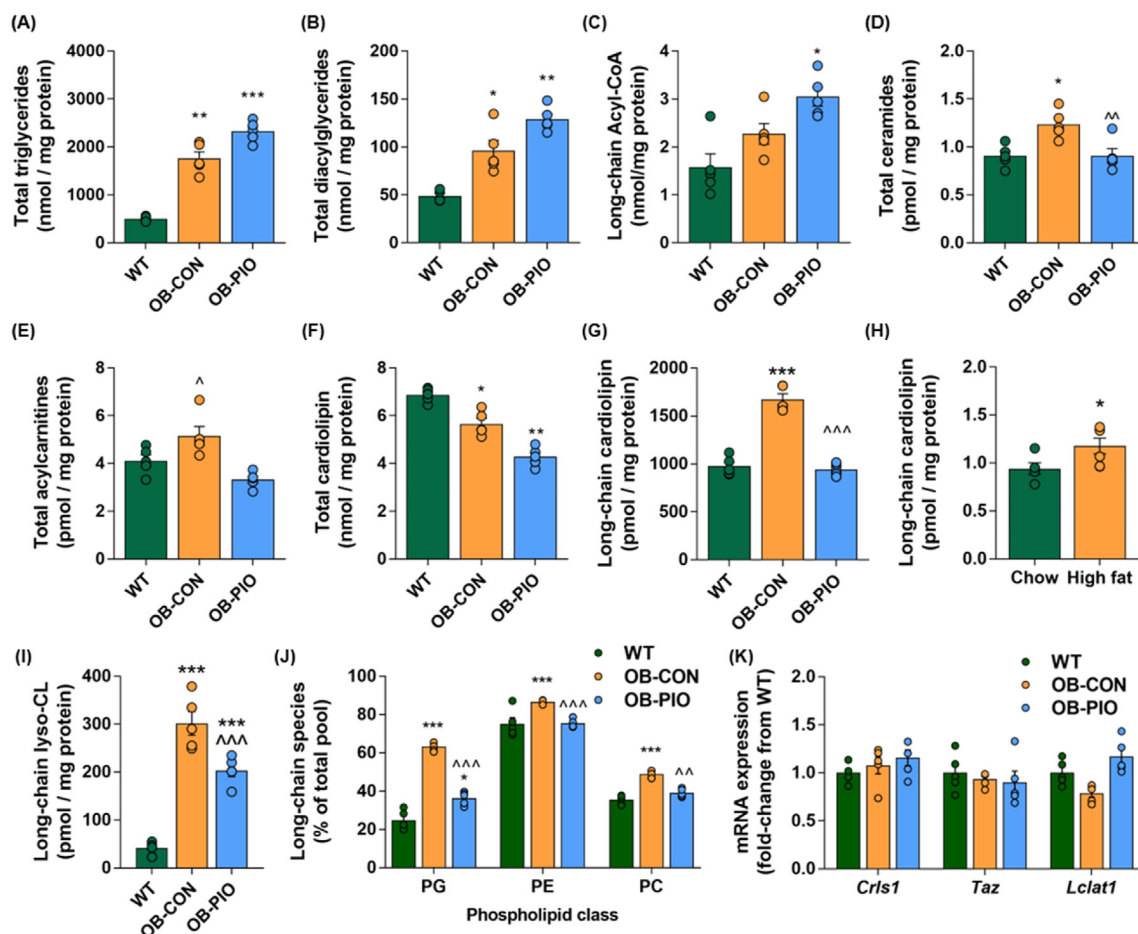 (A)
Total triglycerides
(nmol / mg protein)
4000
3000
2000
1000
0
**
***
WT
OB-CON
OB-PIO
(B)
Total diacylglycerides
(nmol / mg protein)
200
150
100
50
0
*
**
WT
OB-CON
OB-PIO
(C)
Long-chain Acyl-CoA
(nmol/mg protein)
4
3
2
1
0
*
WT
OB-CON
OB-PIO
(D)
Total ceramides
(pmol / mg protein)
2.0
1.5
1.0
0.5
0.0
*
^^
WT
OB-CON
OB-PIO
(E)
Total acylcarnitines
(pmol / mg protein)
8
6
4
2
0
^
WT
OB-CON
OB-PIO
(F)
Total cardiolipin
(nmol / mg protein)
8
6
4
2
0
*
**
WT
OB-CON
OB-PIO
(G)
Long-chain cardiolipin
(pmol / mg protein)
2000
1500
1000
500
0
***
^^^
WT
OB-CON
OB-PIO
(H)
Long-chain cardiolipin
(pmol / mg protein)
2.0
1.5
1.0
0.5
0.0
*
Chow High fat
(I)
Long-chain lyso-CL
(pmol / mg protein)
400
300
200
100
0
***
***
^^^
WT
OB-CON
OB-PIO
(J)
Long-chain species
(% of total pool)
100
80
60
40
20
0
WT
OB-CON
OB-PIO
***
^^^
*
***
^^^
***
^^
PG PE PC
Phospholipid class
(K)
mRNA expression
(fold-change from WT)
2.0
1.5
1.0
0.5
0.0
WT
OB-CON
OB-PIO
Crls1 Taz Lclat1